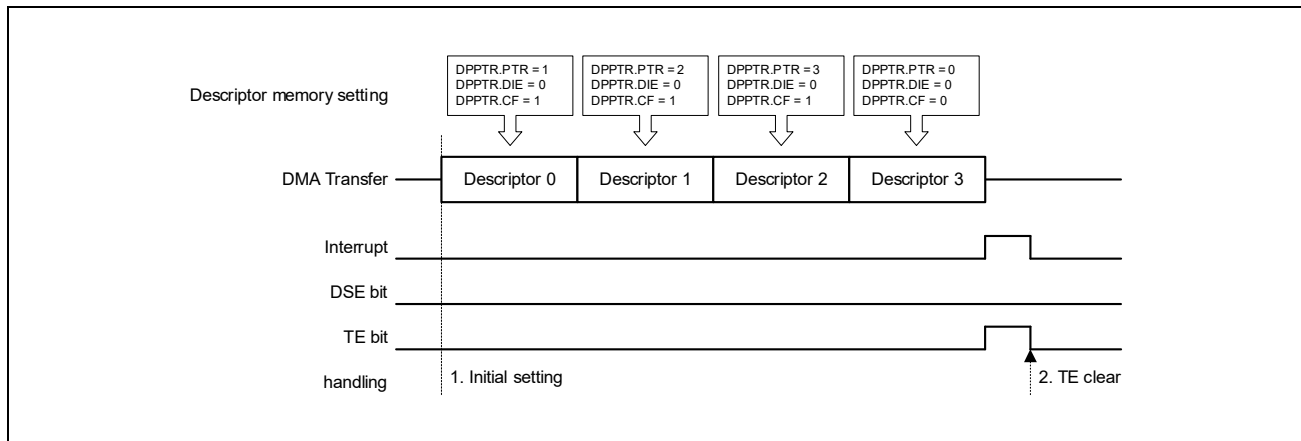 DPPTR.PTR = 1
DPPTR.DIE = 0
DPPTR.CF = 1
DPPTR.PTR = 2
DPPTR.DIE = 0
DPPTR.CF = 1
DPPTR.PTR = 3
DPPTR.DIE = 0
DPPTR.CF = 1
DPPTR.PTR = 0
DPPTR.DIE = 0
DPPTR.CF = 0
Descriptor memory setting
DMA Transfer
Descriptor 0
Descriptor 1
Descriptor 2
Descriptor 3
Interrupt
DSE bit
TE bit
handling
1. Initial setting
2. TE clear